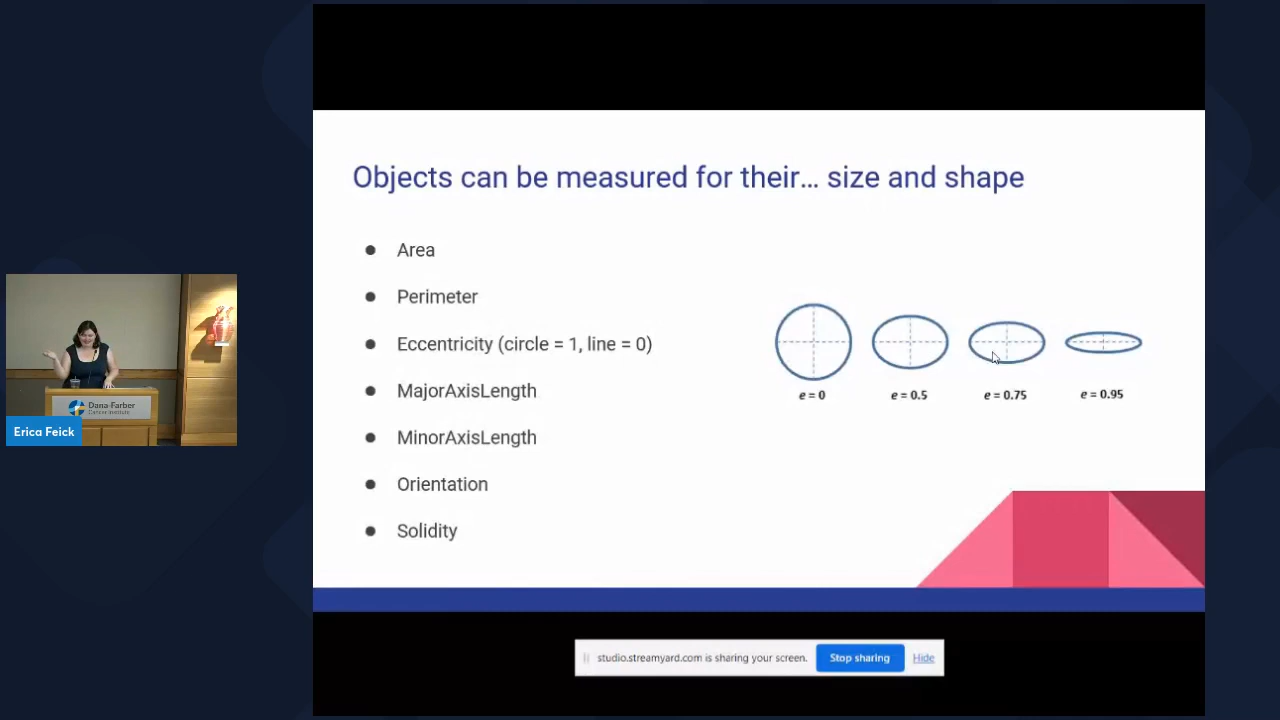 Objects can be measured for their... size and shape
Area
Perimeter
Eccentricity (circle = 1, line = 0)
MajorAxisLength
MinorAxisLength
Orientation
Solidity
e = 0
e = 0.5
e = 0.75
e = 0.95
Dana-Farber
Cancer Institute
Erica Feick
studio.streamyard.com is sharing your screen.
Stop sharing
Hide